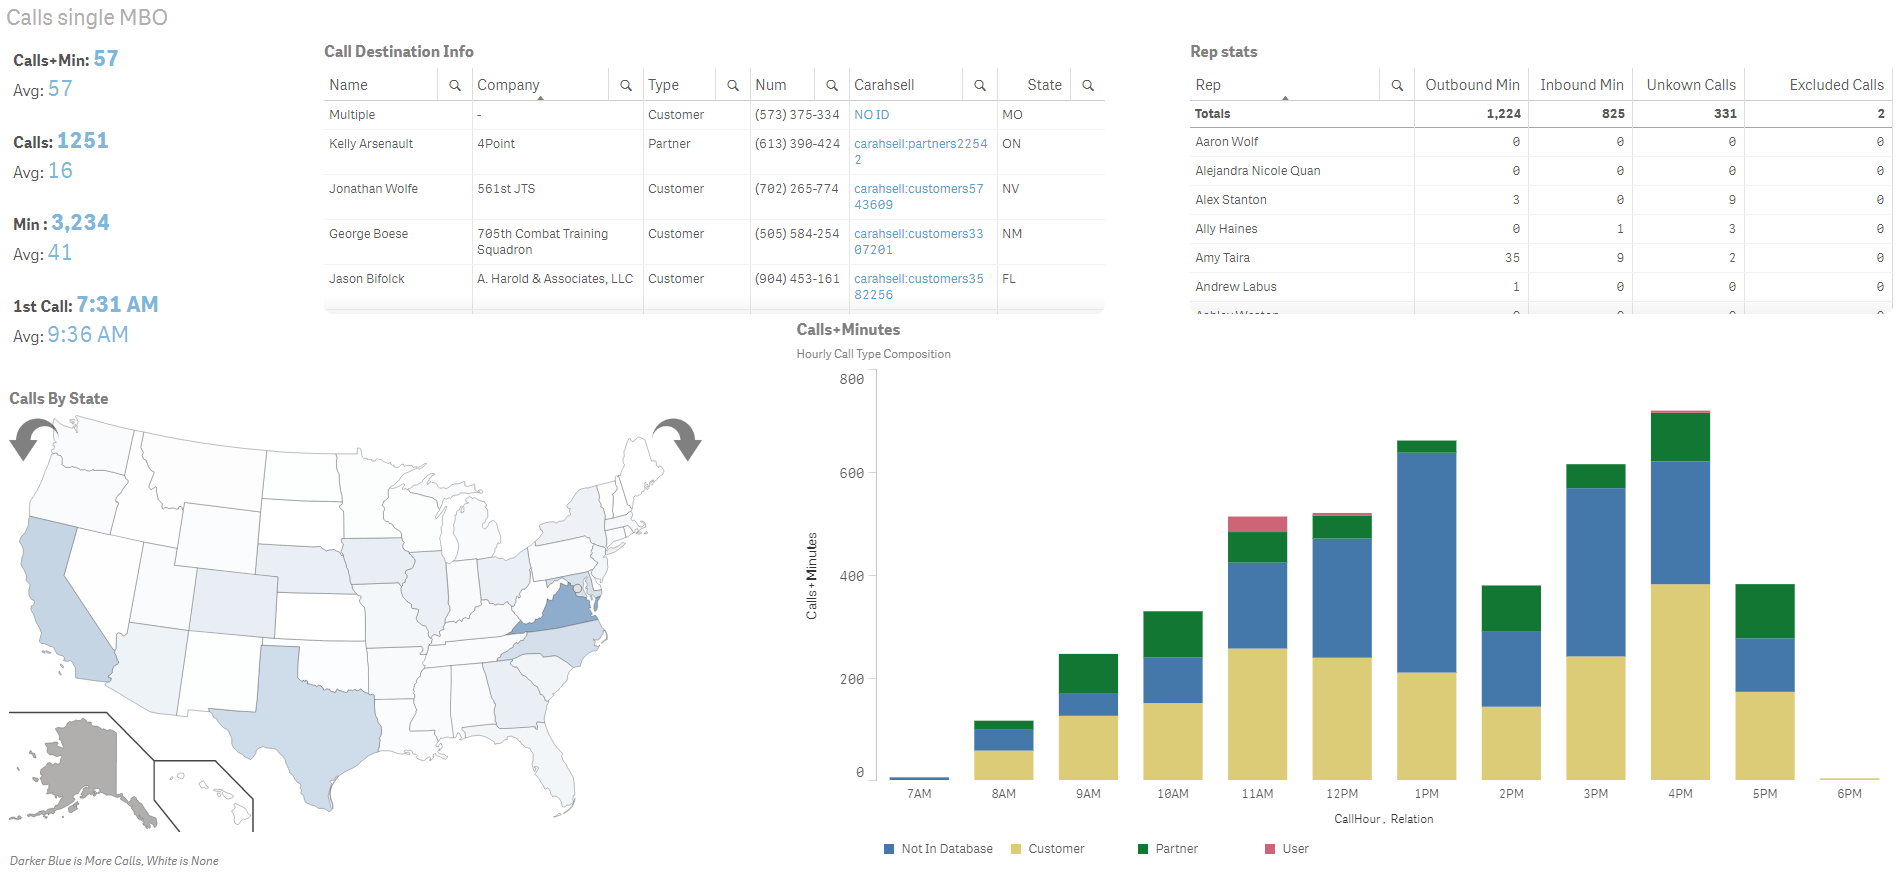 Calls single MBO
Calls+Min: 57
Avg: 57
Calls: 1251
Avg: 16
Min : 3,234
Avg: 41
1st Call: 7:31 AM
Avg: 9:36 AM
Call Destination Info
Name Company Type Num Carahsell State
Multiple - Customer (573) 375-334 NO ID MO
Kelly Arsenault 4Point Partner (613) 390-424 carahsell:partners2254 ON
2
Jonathan Wolfe 561st JTS Customer (702) 265-774 carahsell:customers57 NV
43609
George Boese 705th Combat Training Customer (505) 584-254 carahsell:customers33 NM
Squadron 07201
Jason Bifolck A. Harold & Associates, LLC Customer (904) 453-161 carahsell:customers35 FL
82256
Rep stats
Rep Outbound Min Inbound Min Unkown Calls Excluded Calls
Totals 1,224 825 331 2
Aaron Wolf 0 0 0 0
Alejandra Nicole Quan 0 0 0 0
Alex Stanton 3 0 9 0
Ally Haines 0 1 3 0
Amy Taira 35 9 2 0
Andrew Labus 1 0 0 0
Calls By State
Darker Blue is More Calls, White is None
Calls+Minutes
Hourly Call Type Composition
Calls+Minutes
800
600
400
200
0
7AM 8AM 9AM 10AM 11AM 12PM 1PM 2PM 3PM 4PM 5PM 6PM
CallHour , Relation
Not In Database Customer Partner User